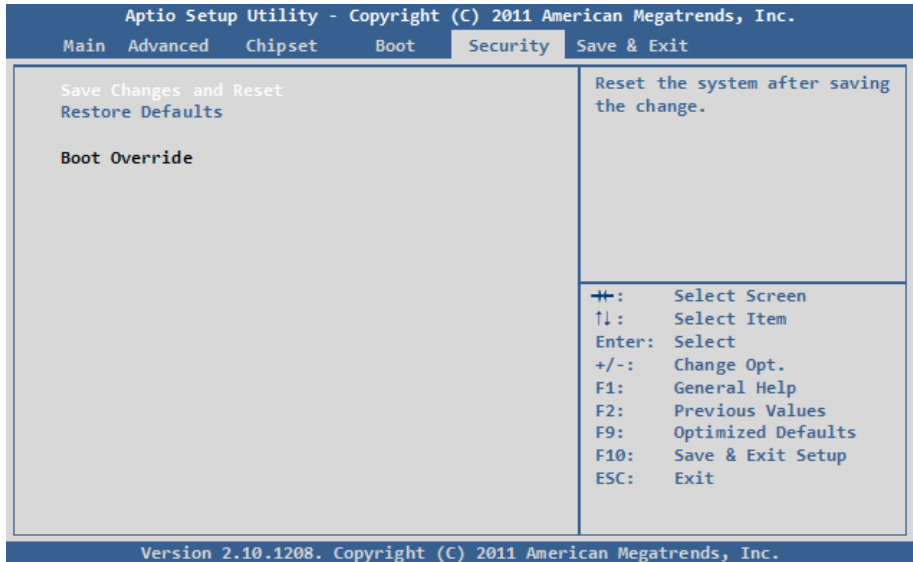 Aptio Setup Utility - Copyright (C) 2011 American Megatrends, Inc.
Main Advanced Chipset Boot Security Save & Exit
Save Changes and Reset
Restore Defaults
Boot Override
Reset the system after saving
the change.
→←: Select Screen
↑↓: Select Item
Enter: Select
+/-: Change Opt.
F1: General Help
F2: Previous Values
F9: Optimized Defaults
F10: Save & Exit Setup
ESC: Exit
Version 2.10.1208. Copyright (C) 2011 American Megatrends, Inc.